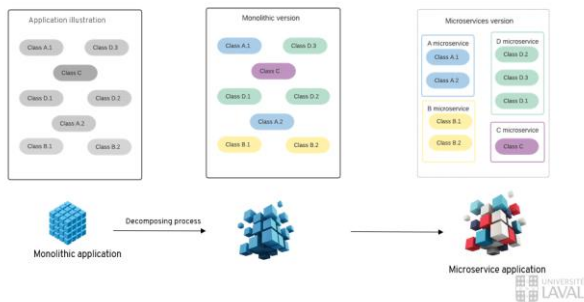 Application illustration
Class A.1
Class D.3
Class C
Class D.1
Class D.2
Class A.2
Class B.1
Class B.2
Monolithic version
Class A.1
Class D.3
Class C
Class D.1
Class D.2
Class A.2
Class B.1
Class B.2
Microservices version
A microservice
Class A.1
Class A.2
D microservice
Class D.2
Class D.3
Class D.1
B microservice
Class B.1
Class B.2
C microservice
Class C
Monolithic application
Decomposing process
Microservice application
UNIVERSITÉ
LAVAL